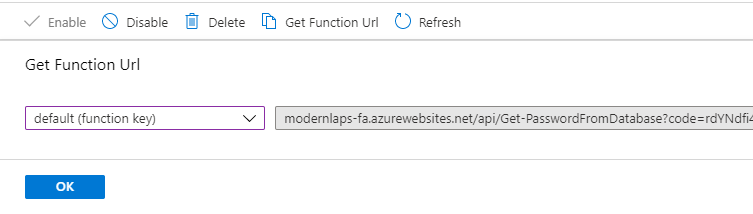 Enable Disable Delete Get Function Url Refresh
Get Function Url
default (function key) modernlaps-fa.azurewebsites.net/api/Get-PasswordFromDatabase?code=rdYNdfi4
OK